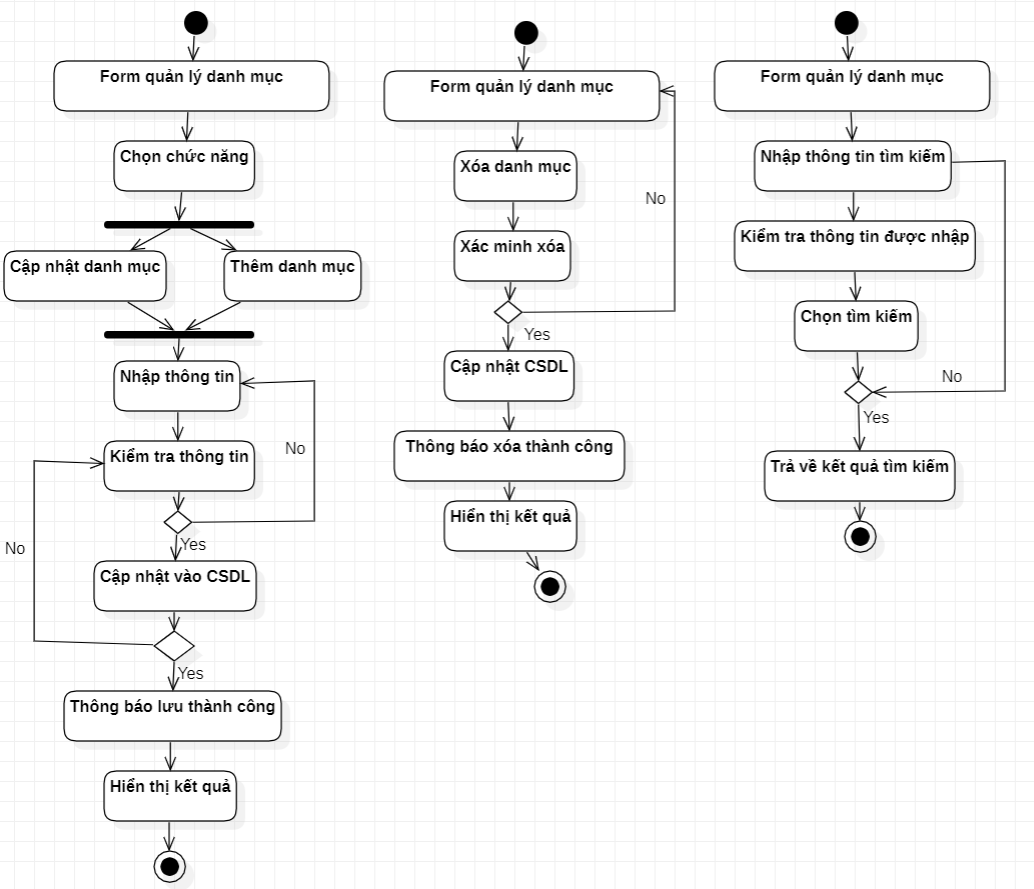 Form quản lý danh mục
Chọn chức năng
Cập nhật danh mục
Thêm danh mục
Nhập thông tin
No
Kiểm tra thông tin
Yes
No
Cập nhật vào CSDL
Yes
Thông báo lưu thành công
Hiển thị kết quả
Form quản lý danh mục
Xóa danh mục
No
Xác minh xóa
Yes
Cập nhật CSDL
Thông báo xóa thành công
Hiển thị kết quả
Form quản lý danh mục
Nhập thông tin tìm kiếm
Kiểm tra thông tin được nhập
Chọn tìm kiếm
No
Yes
Trả về kết quả tìm kiếm